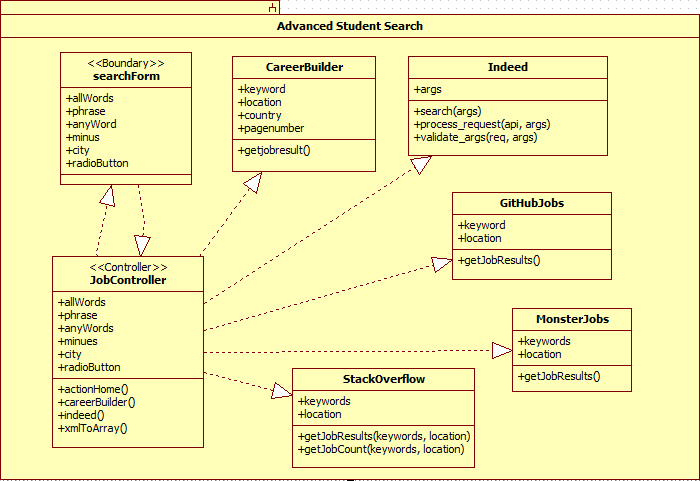 Advanced Student Search
<<Boundary>>
searchForm
+allWords
+phrase
+anyWord
+minus
+city
+radioButton
CareerBuilder
+keyword
+location
+country
+pagenumber
+getjobresult()
Indeed
+args
+search(args)
+process_request(api, args)
+validate_args(req, args)
GitHubJobs
+keyword
+location
+getJobResults()
<<Controller>>
JobController
+allWords
+phrase
+anyWords
+minues
+city
+radioButton
+actionHome()
+careerBuilder()
+indeed()
+xmlToArray()
MonsterJobs
+keywords
+location
+getJobResults()
StackOverflow
+keywords
+location
+getJobResults(keywords, location)
+getJobCount(keywords, location)